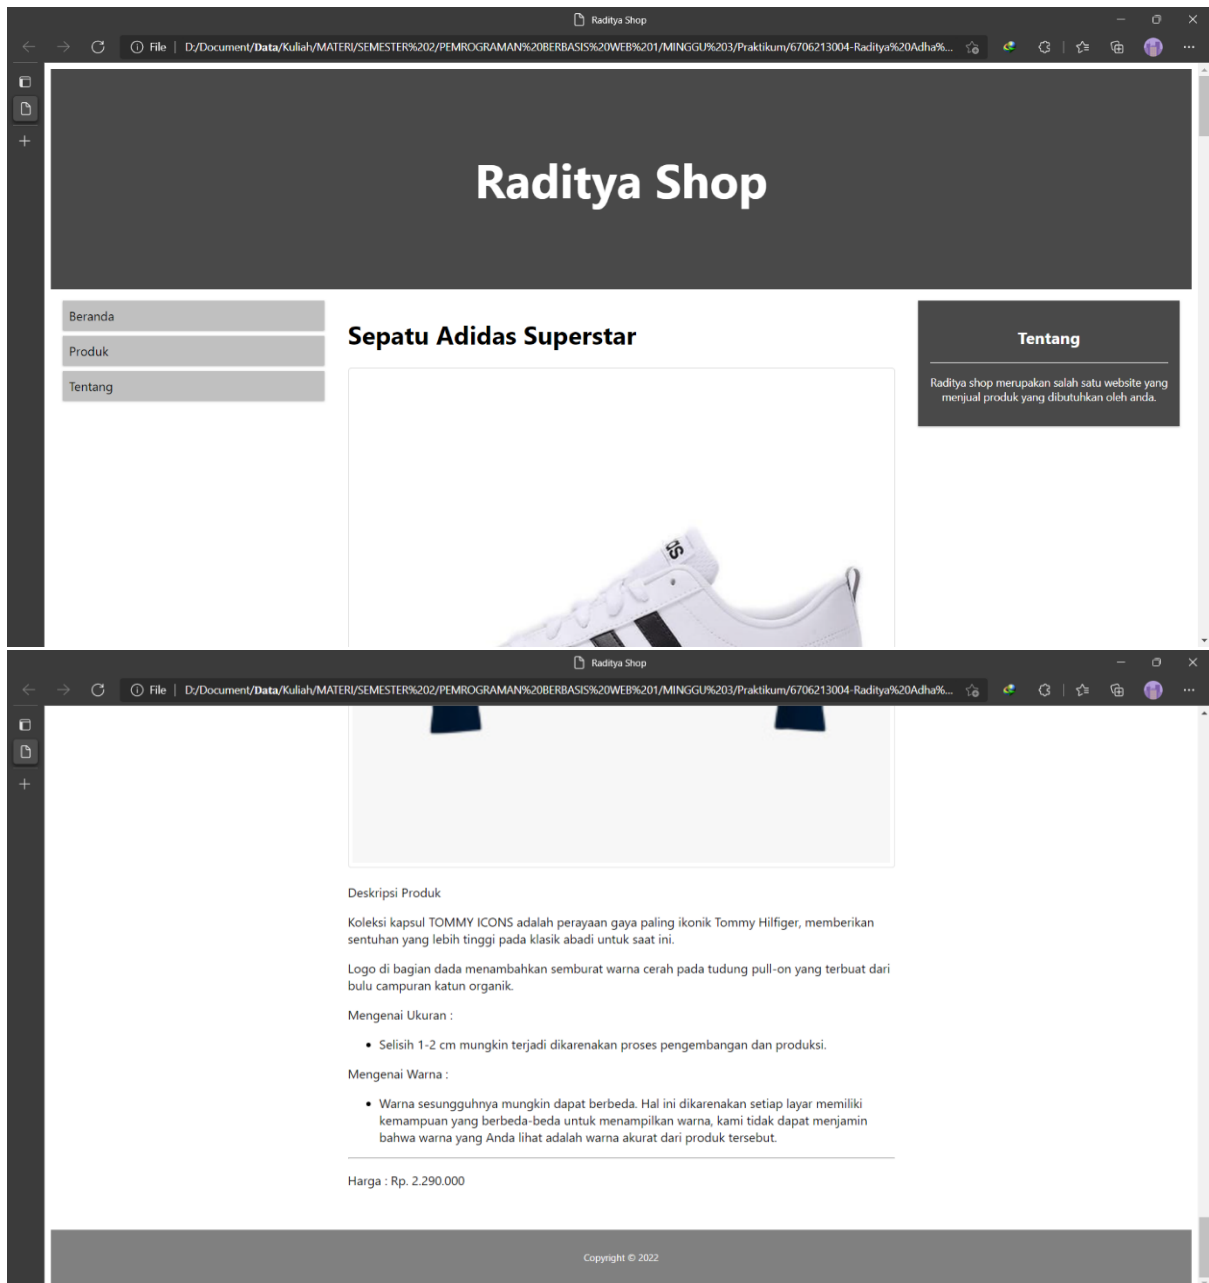 Raditya Shop
File | D:/Document/Data/Kuliah/MATERI/SEMESTER%202/PEMROGRAMAN%20BERBASIS%20WEB%201/MINGGU%203/Praktikum/6706213004-Raditya%20Adha%...
Raditya Shop
Beranda
Produk
Tentang
Sepatu Adidas Superstar
Tentang
Raditya shop merupakan salah satu website yang
menjual produk yang dibutuhkan oleh anda.
Raditya Shop
File | D:/Document/Data/Kuliah/MATERI/SEMESTER%202/PEMROGRAMAN%20BERBASIS%20WEB%201/MINGGU%203/Praktikum/6706213004-Raditya%20Adha%...
Deskripsi Produk
Koleksi kapsul TOMMY ICONS adalah perayaan gaya paling ikonik Tommy Hilfiger, memberikan
sentuhan yang lebih tinggi pada klasik abadi untuk saat ini.
Logo di bagian dada menambahkan semburat warna cerah pada tudung pull-on yang terbuat dari
bulu campuran katun organik.
Mengenai Ukuran :
• Selisih 1-2 cm mungkin terjadi dikarenakan proses pengembangan dan produksi.
Mengenai Warna :
• Warna sesungguhnya mungkin dapat berbeda. Hal ini dikarenakan setiap layar memiliki
kemampuan yang berbeda-beda untuk menampilkan warna, kami tidak dapat menjamin
bahwa warna yang Anda lihat adalah warna akurat dari produk tersebut.
Harga : Rp. 2.290.000
Copyright © 2022